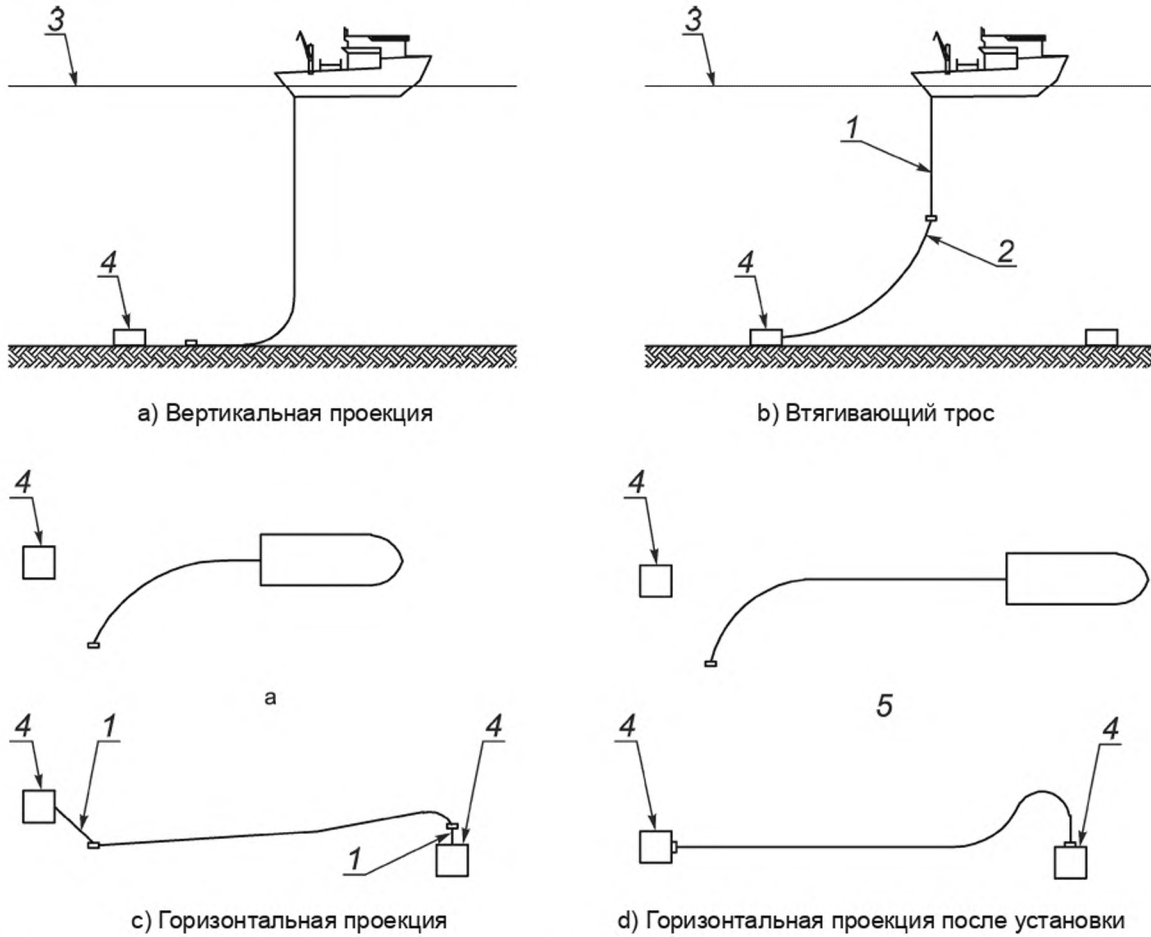 3 3
1
4 4 2
a) Вертикальная проекция b) Втягивающий трос
4 4
a 5
4 1 4 4 4
1
c) Горизонтальная проекция d) Горизонтальная проекция после установки